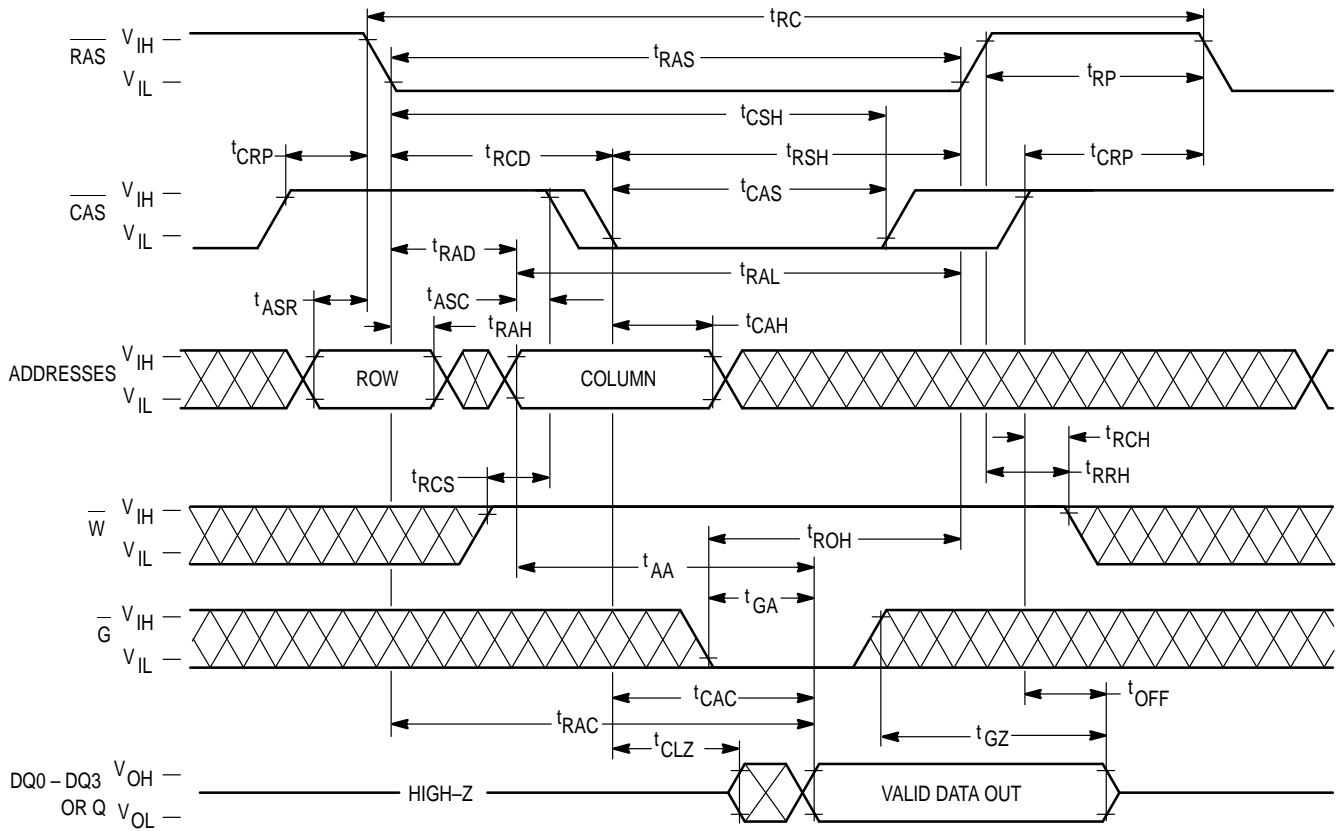 tRC
RAS VIH
VIL
tRAS
tRP
tCSH
tCRP
tRCD
tRSH
tCRP
CAS VIH
VIL
tCAS
tRAD
tRAL
tASR
tASC
tRAH
tCAH
ADDRESSES VIH
VIL
ROW
COLUMN
tRCH
tRCS
tRRH
W VIH
VIL
tROH
tAA
tGA
G VIH
VIL
tCAC
tOFF
tRAC
tGZ
tCLZ
DQ0 – DQ3
OR Q
VOH
VOL
HIGH–Z
VALID DATA OUT